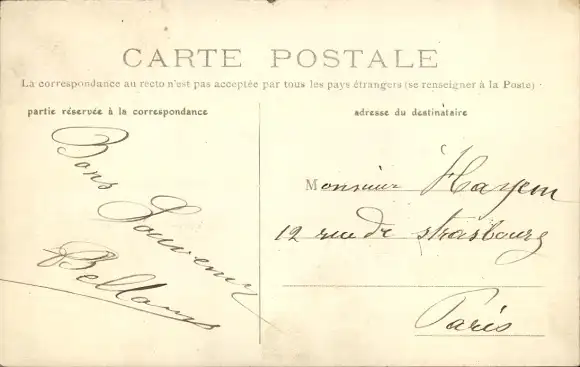 CARTE POSTALE
La correspondance au recto n'est pas acceptée par tous les pays étrangers (se renseigner à la Poste)
partie réservée à la correspondance
adresse du destinataire
Bons
Souvenirs
Monsieur Hayem
12 rue de strasbourg
Paris